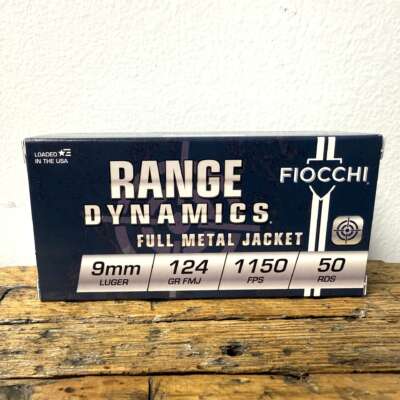 LOADED
IN THE USA
RANGE
DYNAMICS
FULL METAL JACKET
FIOCCHI
9mm
LUGER
124
GR FMJ
1150
FPS
50
RDS